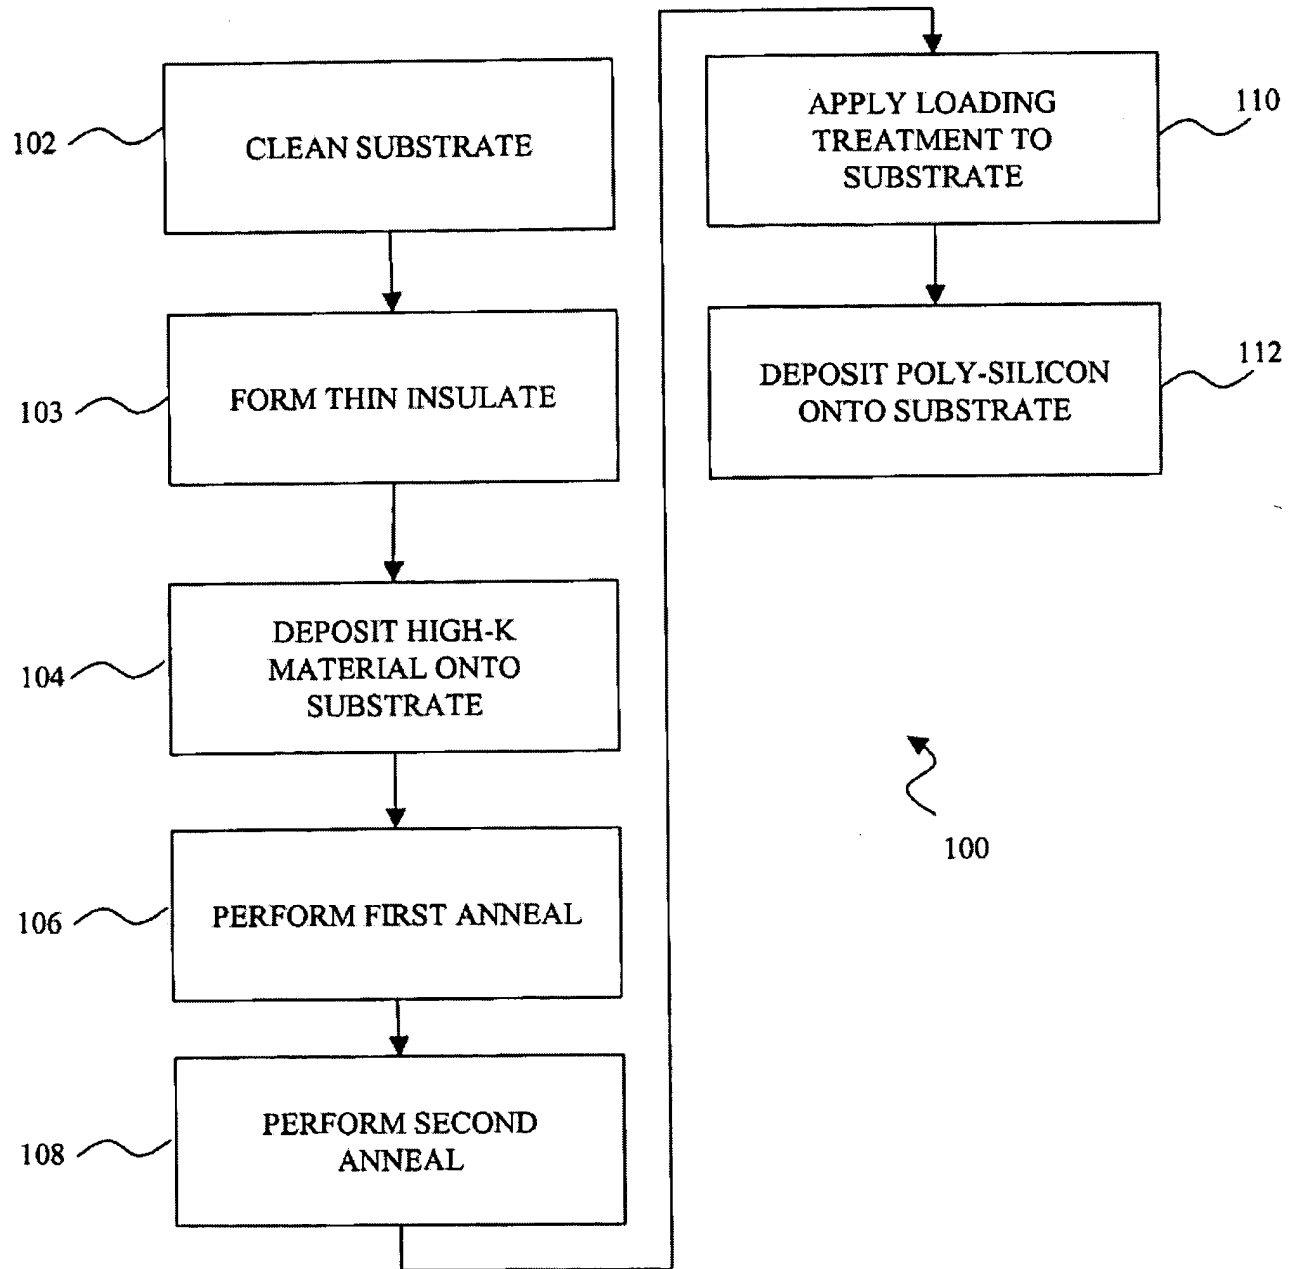 102
CLEAN SUBSTRATE
103
FORM THIN INSULATE
104
DEPOSIT HIGH-K
MATERIAL ONTO
SUBSTRATE
106
PERFORM FIRST ANNEAL
108
PERFORM SECOND
ANNEAL
110
APPLY LOADING
TREATMENT TO
SUBSTRATE
112
DEPOSIT POLY-SILICON
ONTO SUBSTRATE
100